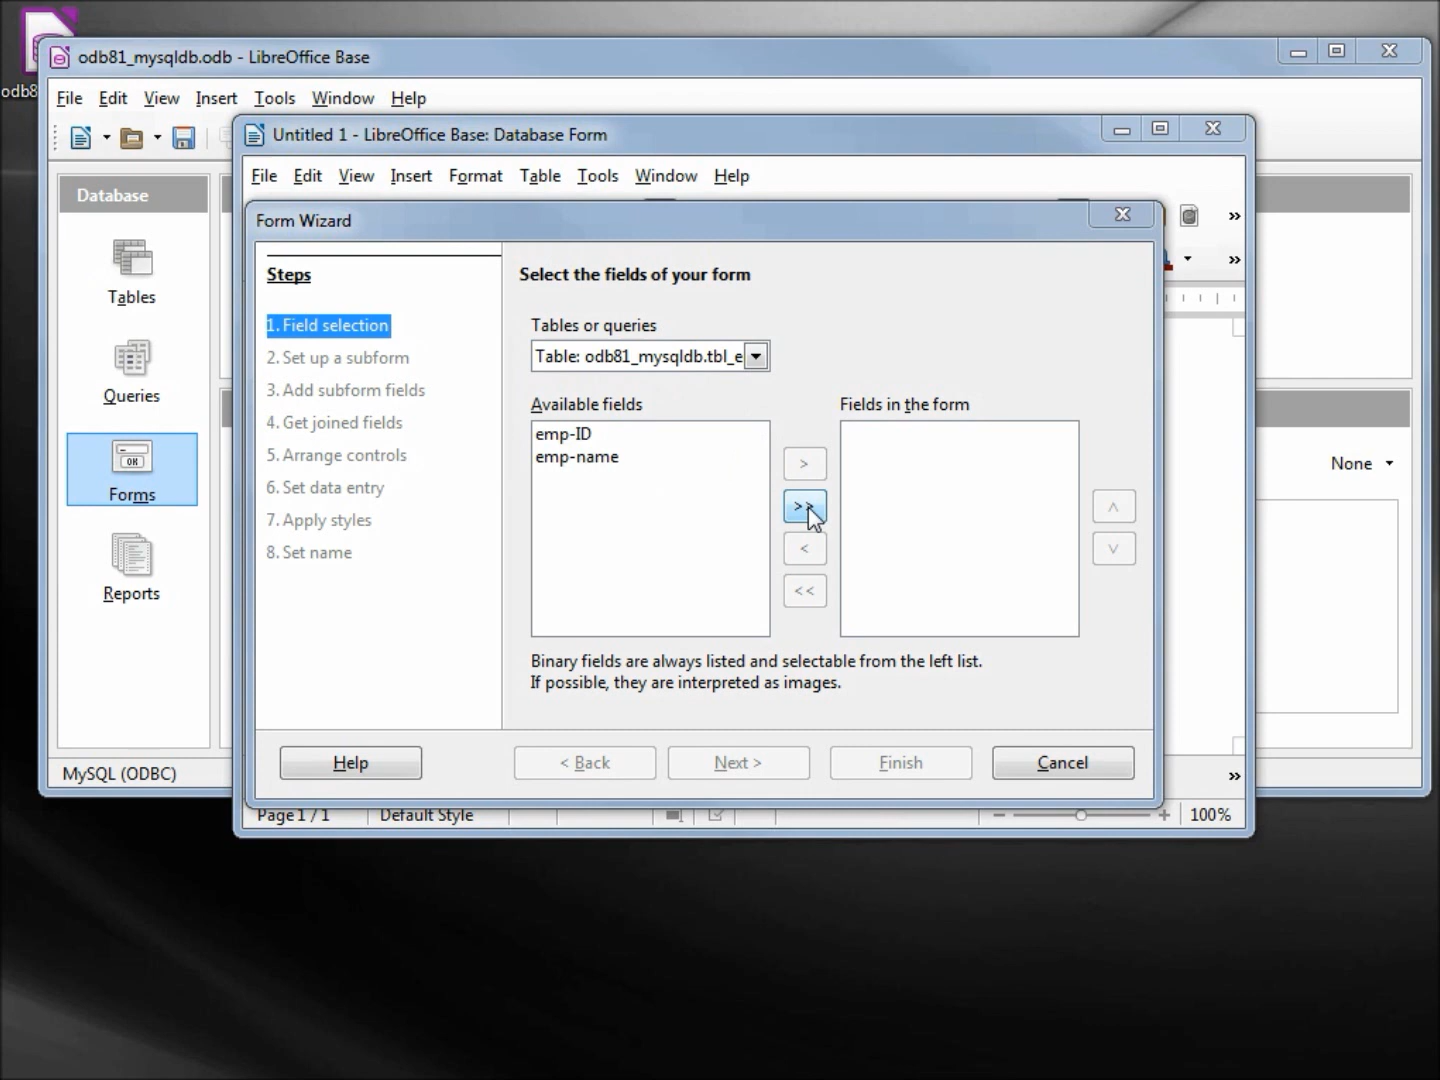 odb8
odb81_mysqldb.odb - LibreOffice Base
File Edit View Insert Tools Window Help
Untitled 1 - LibreOffice Base: Database Form
File Edit View Insert Format Table Tools Window Help
Database
Tables
Queries
Forms
Reports
Form Wizard
Steps
1. Field selection
2. Set up a subform
3. Add subform fields
4. Get joined fields
5. Arrange controls
6. Set data entry
7. Apply styles
8. Set name
Select the fields of your form
Tables or queries
Table: odb81_mysqldb.tbl_e
Available fields
emp-ID
emp-name
>
>>
<
<<
Fields in the form
Binary fields are always listed and selectable from the left list.
If possible, they are interpreted as images.
Help
< Back
Next >
Finish
Cancel
None
MySQL (ODBC)
Page 1 / 1
Default Style
100%